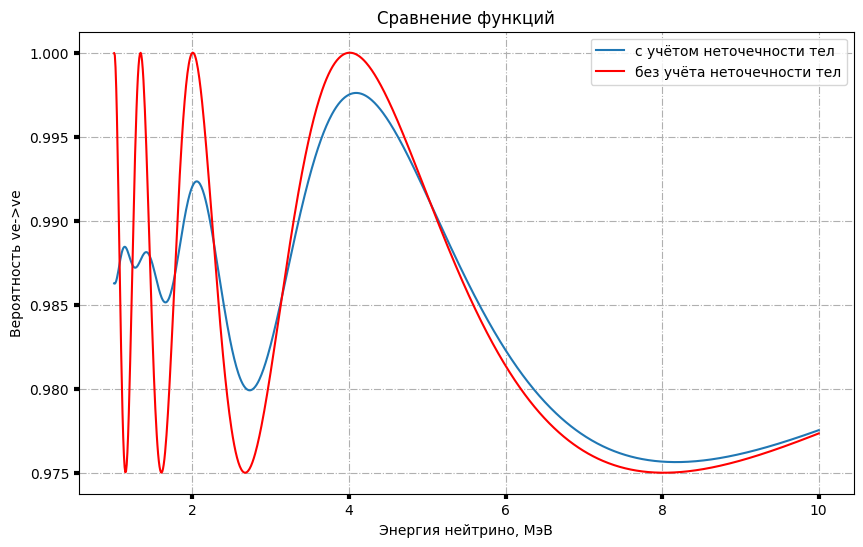 Сравнение функций
с учётом неточечности тел
без учёта неточечности тел
Вероятность ve->ve
1.000
0.995
0.990
0.985
0.980
0.975
2 4 6 8 10
Энергия нейтрино, МэВ